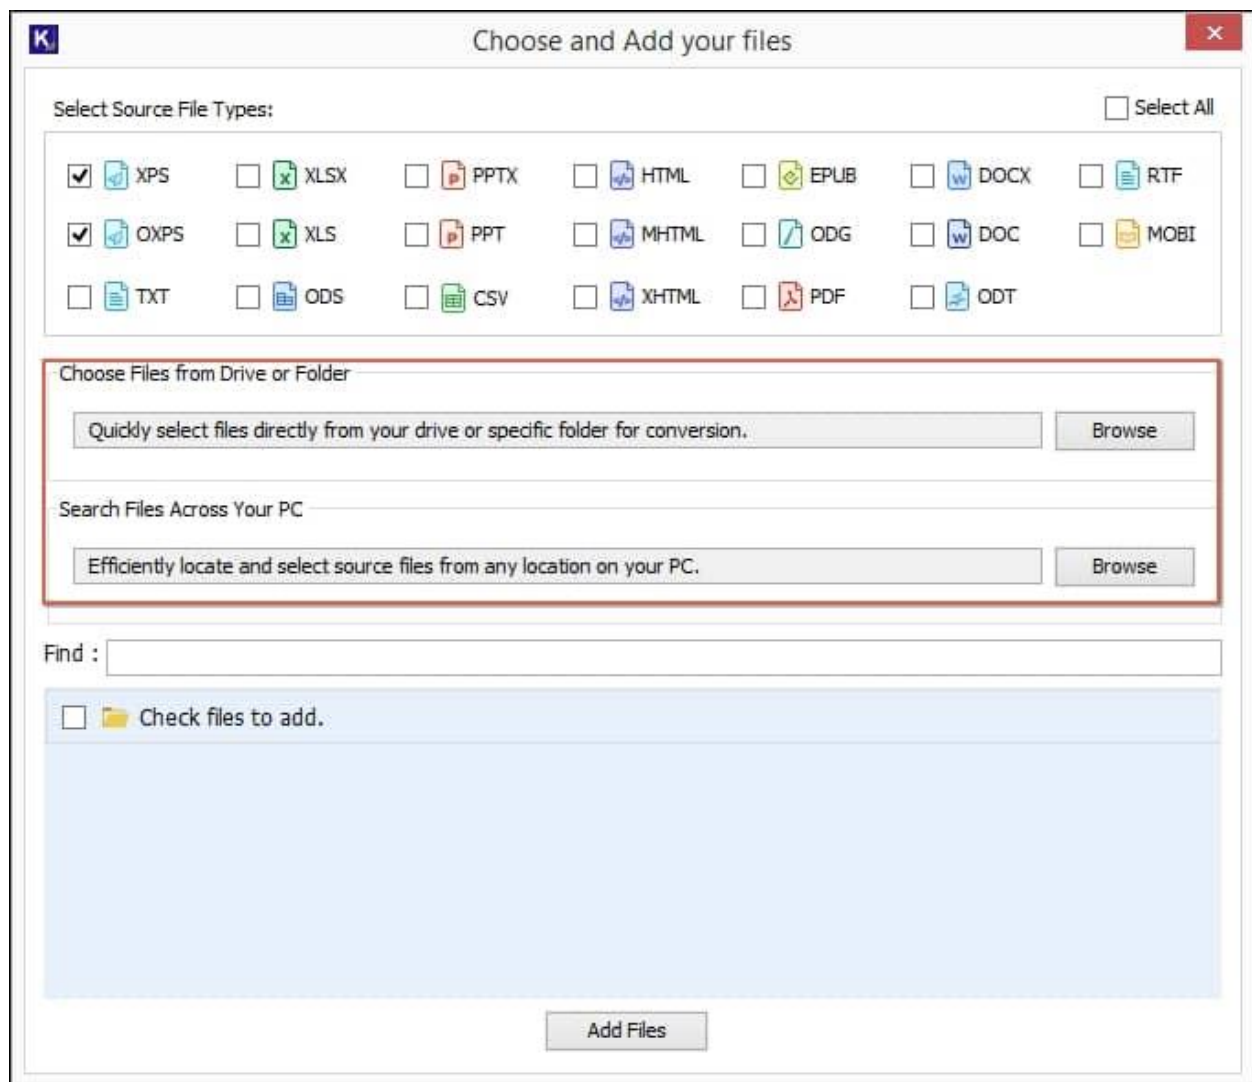 K
Choose and Add your files
Select Source File Types:
Select All
XPS XLSX PPTX HTML EPUB DOCX RTF
OXPS XLS PPT MHTML ODG DOC MOBI
TXT ODS CSV XHTML PDF ODT
Choose Files from Drive or Folder
Quickly select files directly from your drive or specific folder for conversion.
Browse
Search Files Across Your PC
Efficiently locate and select source files from any location on your PC.
Browse
Find :
Check files to add.
Add Files